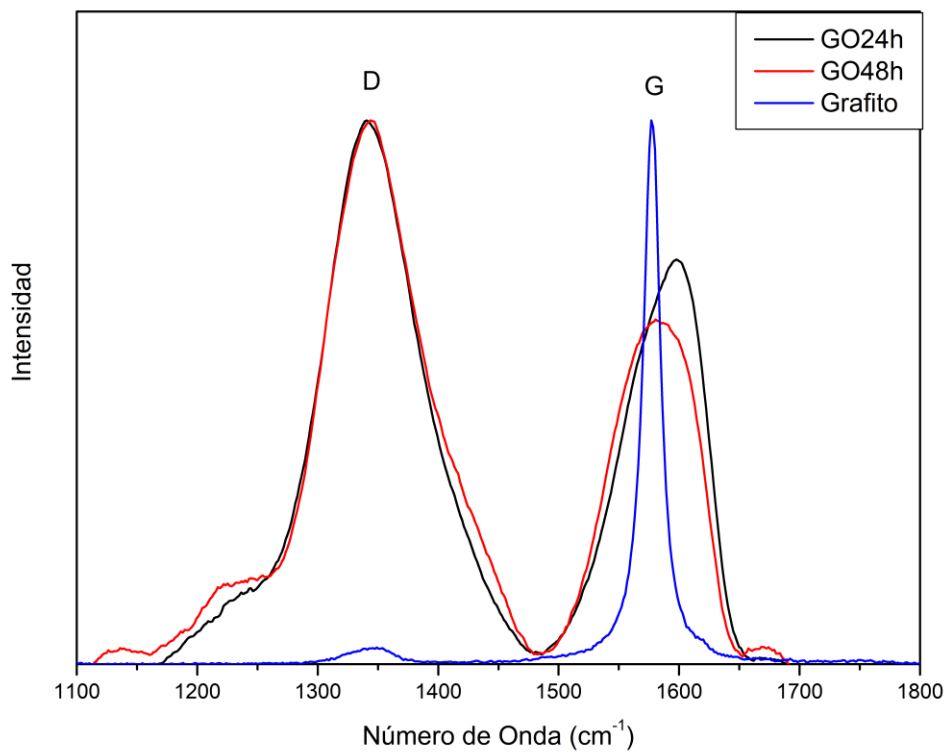 GO24h
GO48h
Grafito
D
G
Intensidad
1100 1200 1300 1400 1500 1600 1700 1800
Número de Onda (cm⁻¹)